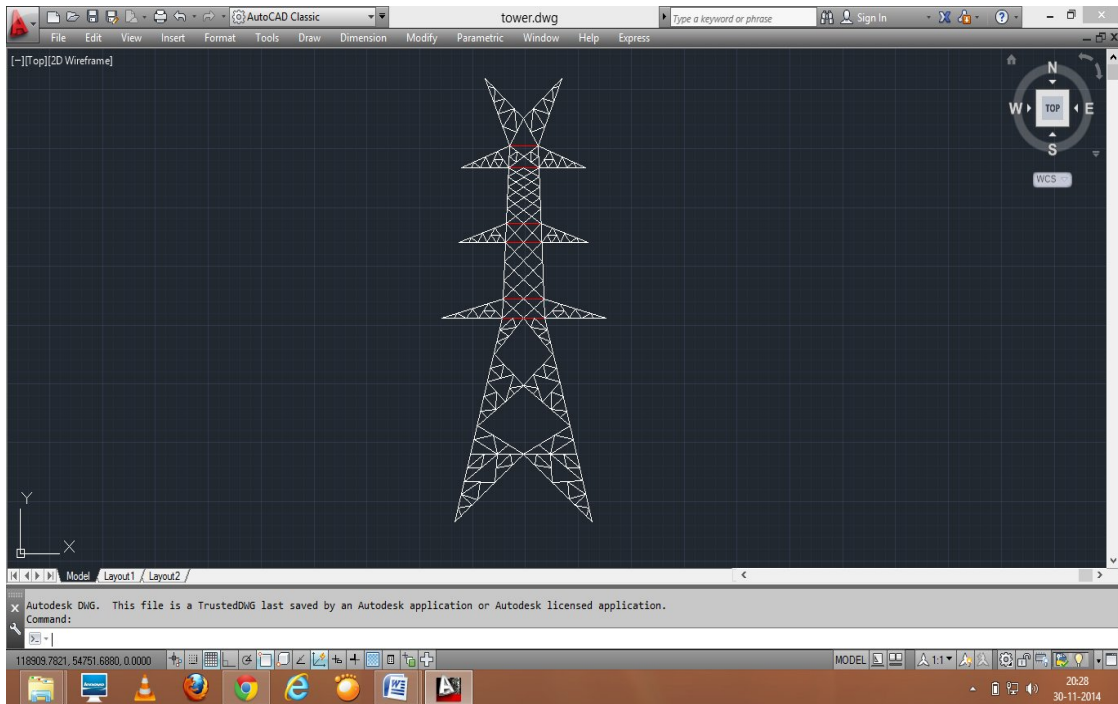 AutoCAD Classic
tower.dwg
Type a keyword or phrase
Sign In
File Edit View Insert Format Tools Draw Dimension Modify Parametric Window Help Express
[−][Top][2D Wireframe]
N
W TOP E
S
WCS
Y
X
Model Layout1 Layout2
Autodesk DWG. This file is a TrustedDWG last saved by an Autodesk application or Autodesk licensed application.
Command:
118909.7821, 54751.6880, 0.0000
MODEL
1:1
lenovo
20:28
30-11-2014